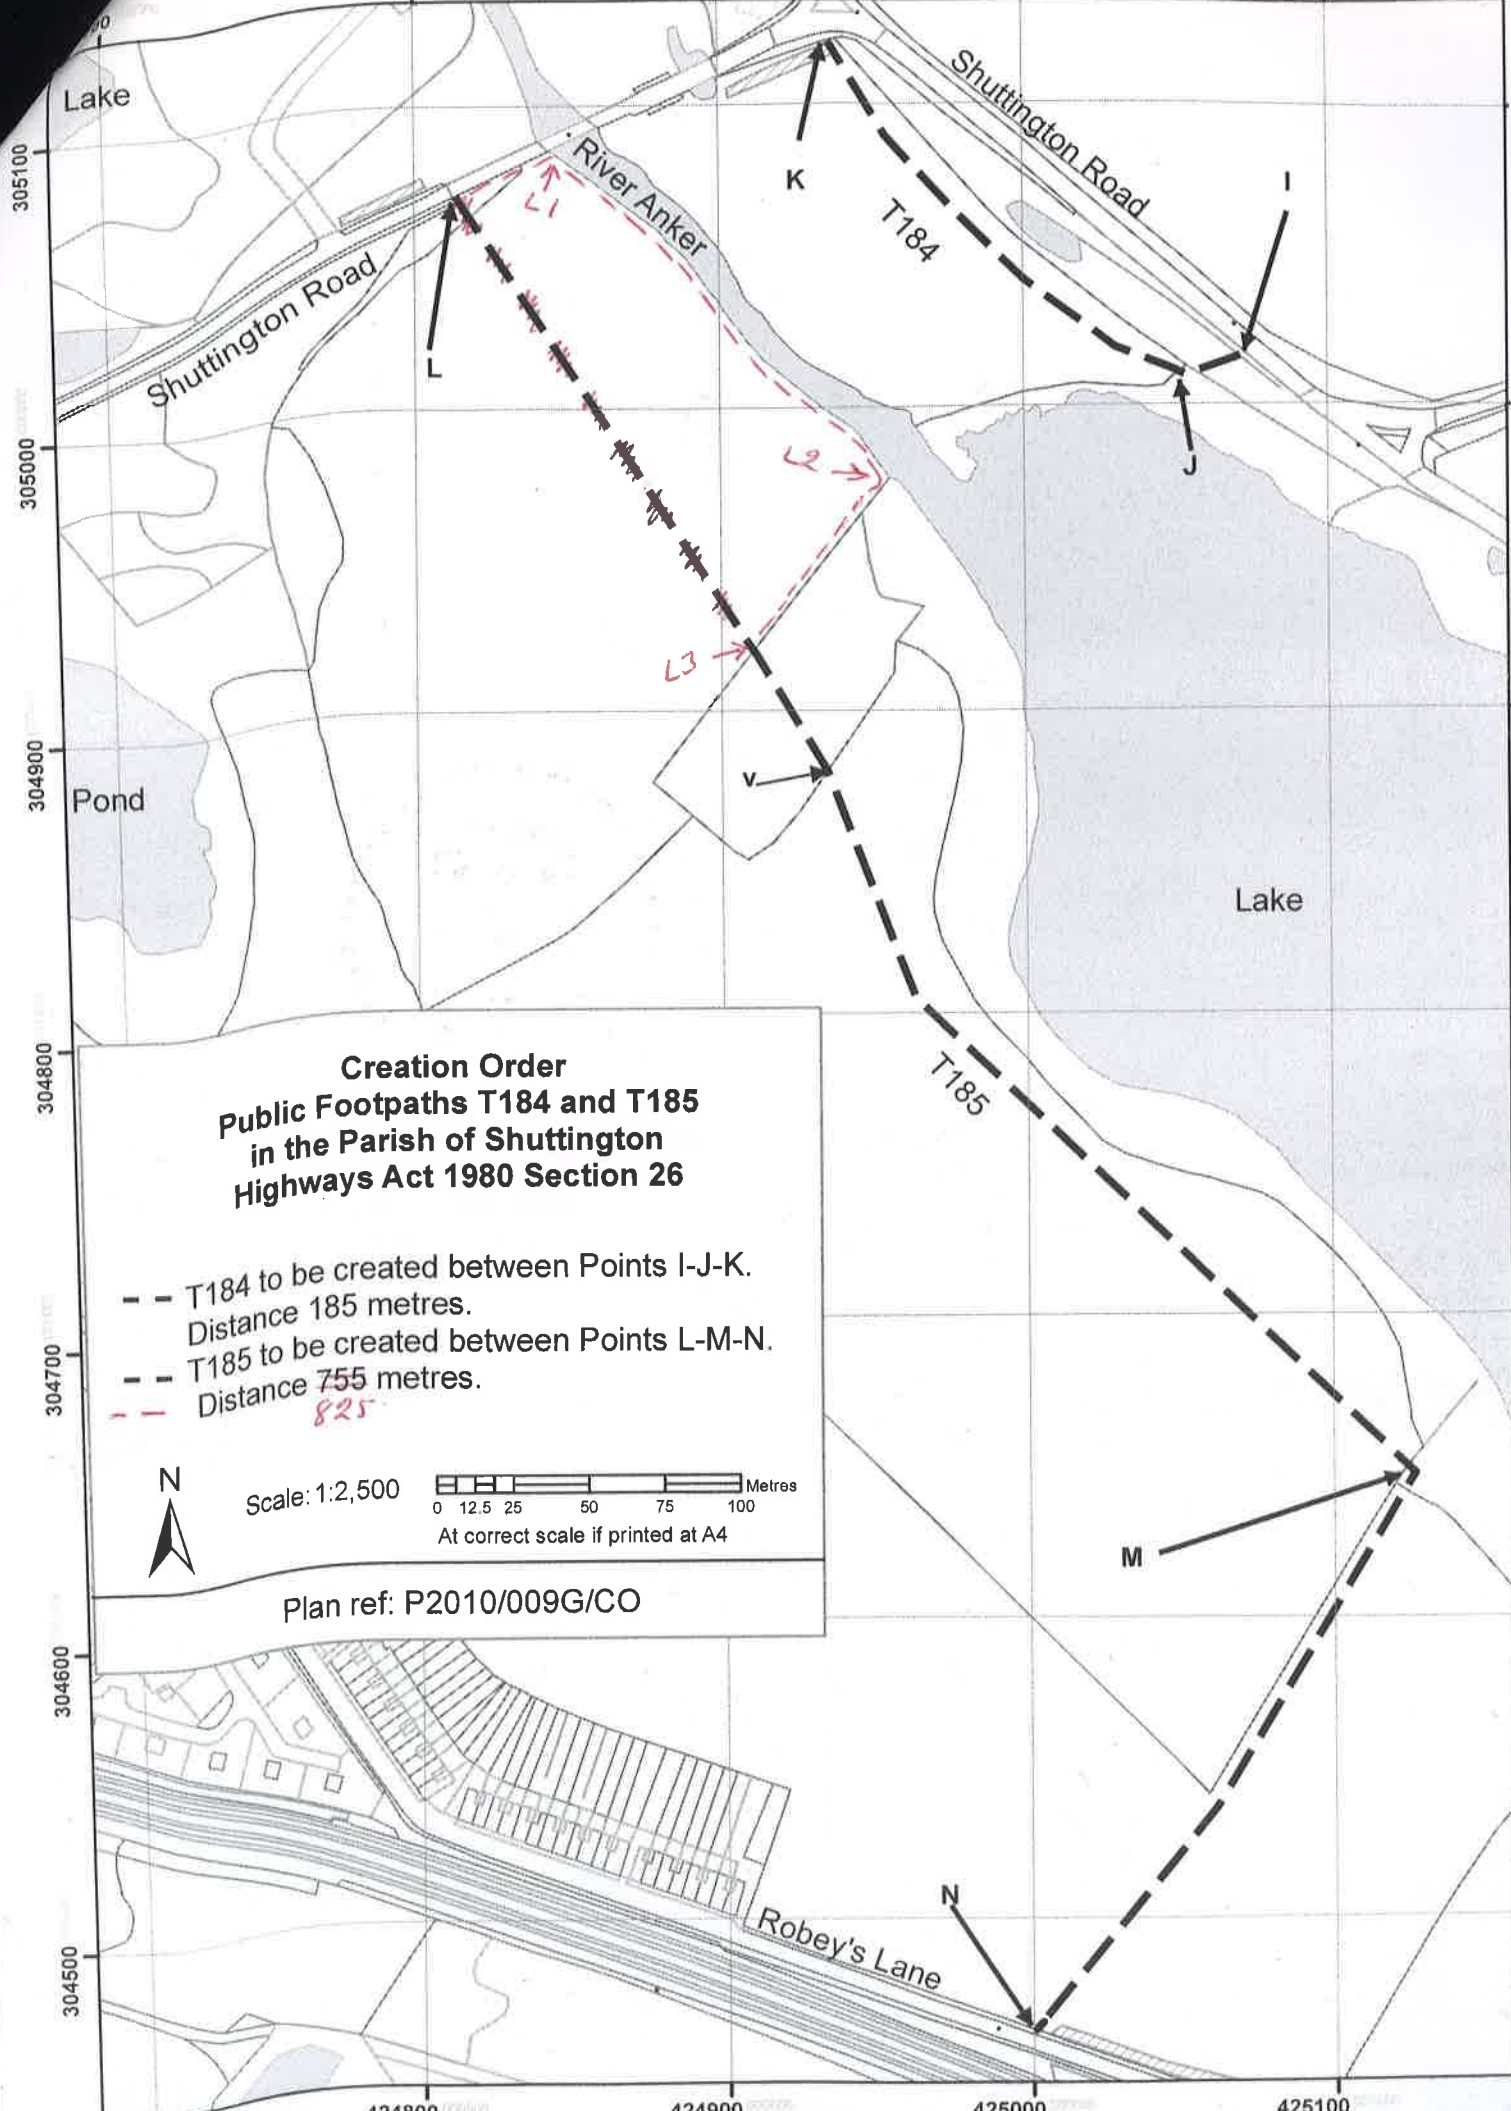 Lake
305100
Shuttington Road
L
L1
River Anker
K
T184
Shuttington Road
I
J
305000
L2
L3
304900
Pond
V
Lake
304800
T185
Creation Order
Public Footpaths T184 and T185
in the Parish of Shuttington
Highways Act 1980 Section 26
T184 to be created between Points I-J-K.
Distance 185 metres.
T185 to be created between Points L-M-N.
Distance 755 metres.
825
304700
N
Scale: 1:2,500
Metres
0 12.5 25 50 75 100
At correct scale if printed at A4
Plan ref: P2010/009G/CO
M
304600
N
Robey's Lane
304500
424800
424900
425000
425100